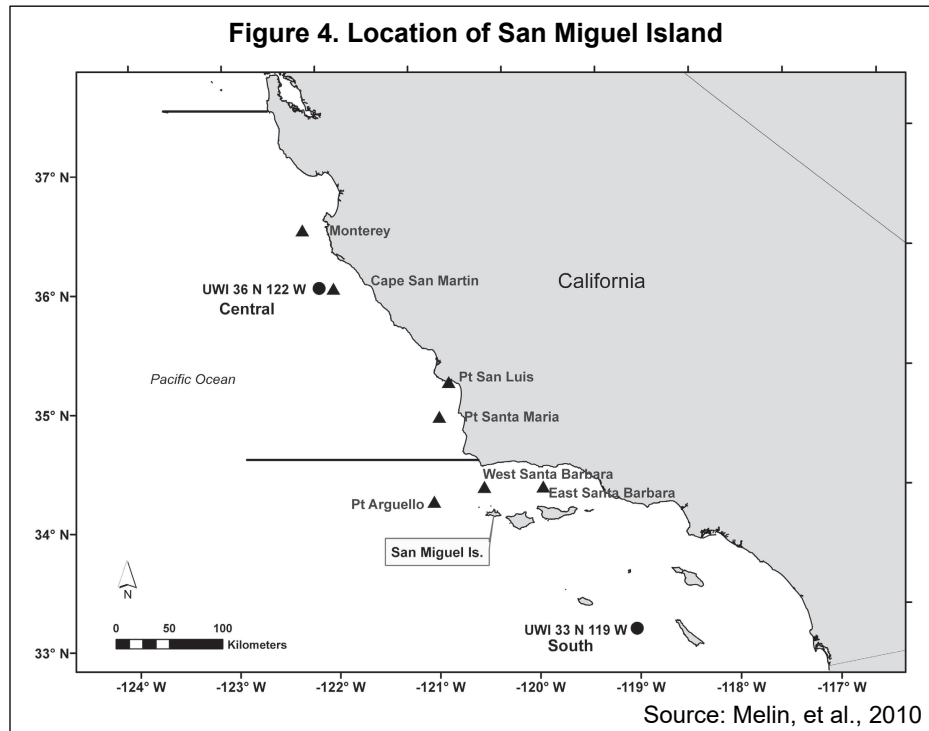 Figure 4. Location of San Miguel Island
37° N
Monterey
Cape San Martin
California
UWI 36 N 122 W
36° N
Central
Pacific Ocean
Pt San Luis
35° N
Pt Santa Maria
West Santa Barbara
East Santa Barbara
Pt Arguello
34° N
San Miguel Is.
N
0 50 100
Kilometers
UWI 33 N 119 W
South
33° N
-124° W -123° W -122° W -121° W -120° W -119° W -118° W -117° W
Source: Melin, et al., 2010